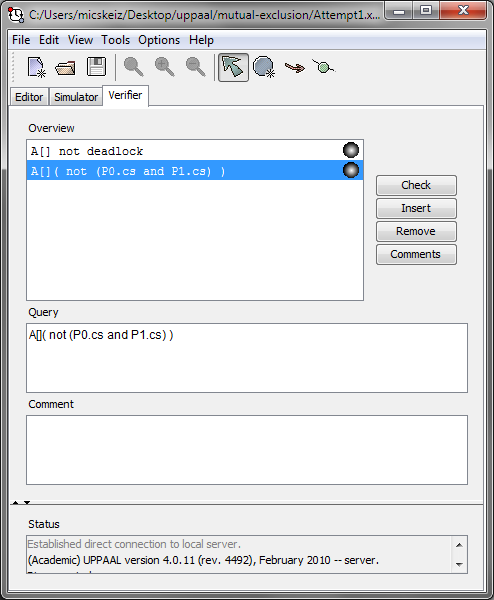 C:/Users/micskeiz/Desktop/uppaal/mutual-exclusion/Attempt1.x...
File Edit View Tools Options Help
Editor Simulator Verifier
Overview
A[] not deadlock
A[]( not (P0.cs and P1.cs) )
Check
Insert
Remove
Comments
Query
A[]( not (P0.cs and P1.cs) )
Comment
Status
Established direct connection to local server.
(Academic) UPPAAL version 4.0.11 (rev. 4492), February 2010 -- server.